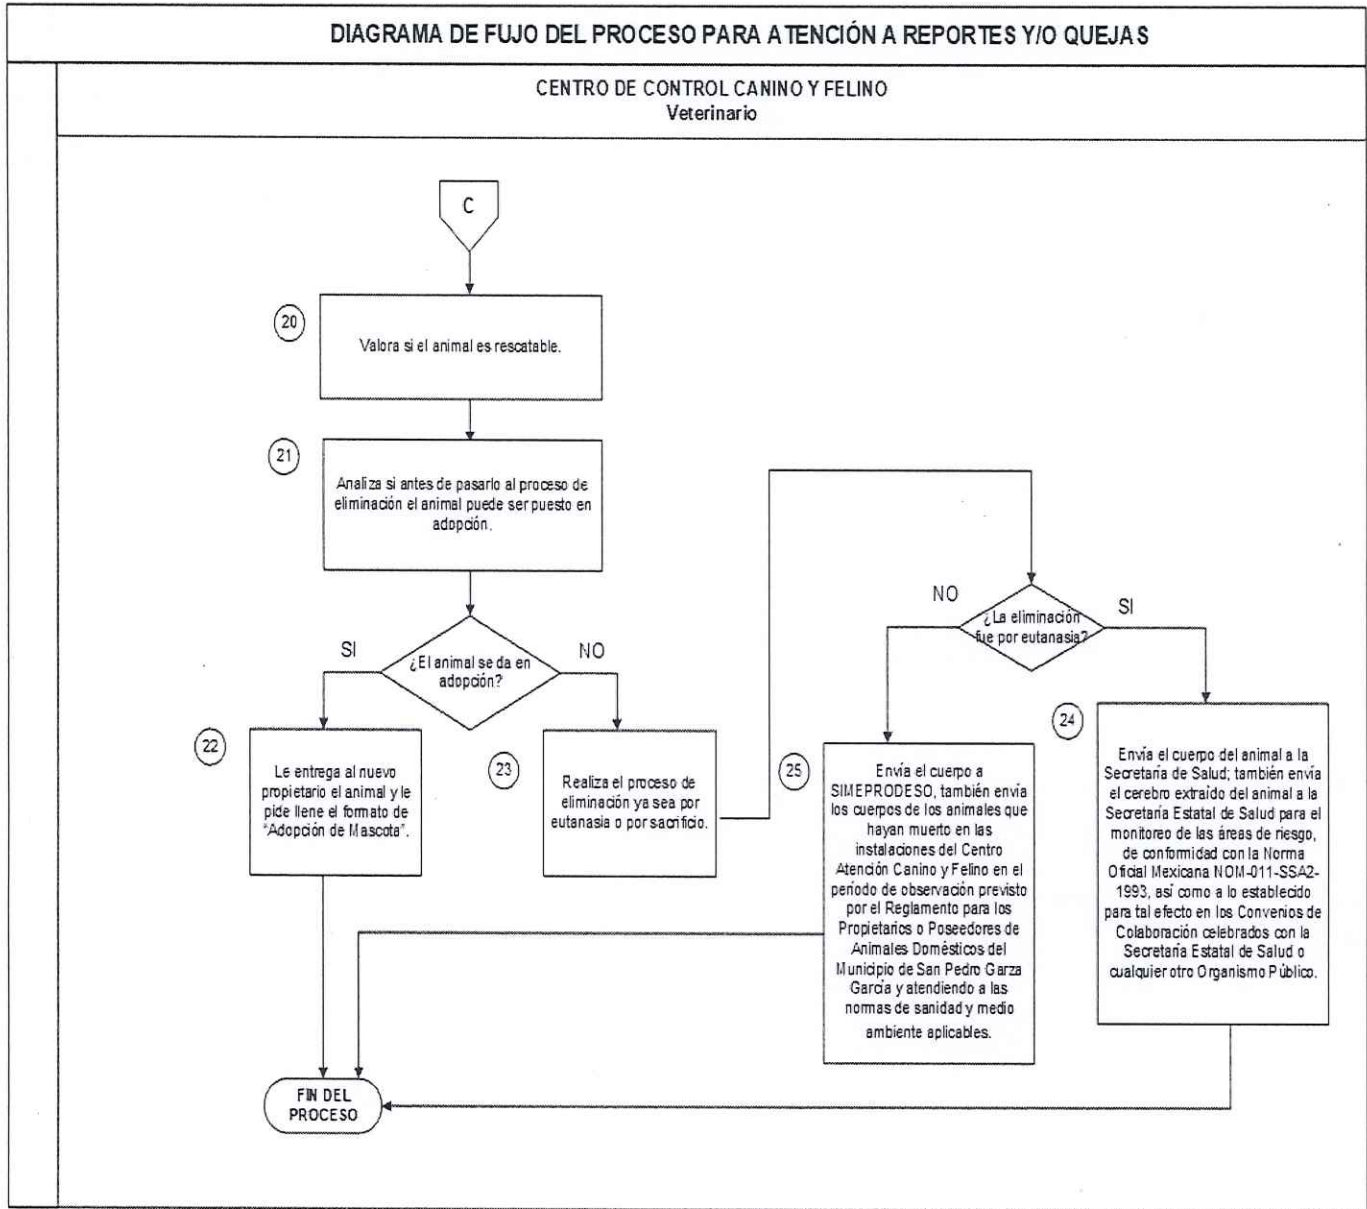 DIAGRAMA DE FUJO DEL PROCESO PARA ATENCIÓN A REPORTES Y/O QUEJAS
CENTRO DE CONTROL CANINO Y FELINO
Veterinario
C
20
Valora si el animal es rescatable.
21
Analiza si antes de pasarlo al proceso de
eliminación el animal puede ser puesto en
adopción.
SI
¿El animal se da en
adopción?
NO
22
Le entrega al nuevo
propietario el animal y le
pide llene el formato de
“Adopción de Mascota”.
23
Realiza el proceso de
eliminación ya sea por
eutanasia o por sacrificio.
NO
¿La eliminación
fue por eutanasia?
SI
25
Envía el cuerpo a
SIMEPRODESO, también envía
los cuerpos de los animales que
hayan muerto en las
instalaciones del Centro
Atención Canino y Felino en el
período de observación previsto
por el Reglamento para los
Propietarios o Poseedores de
Animales Domésticos del
Municipio de San Pedro Garza
García y atendiendo a las
normas de sanidad y medio
ambiente aplicables.
24
Envía el cuerpo del animal a la
Secretaría de Salud; también envía
el cerebro extraído del animal a la
Secretaría Estatal de Salud para el
monitoreo de las áreas de riesgo,
de conformidad con la Norma
Oficial Mexicana NOM-011-SSA2-
1993, así como a lo establecido
para tal efecto en los Convenios de
Colaboración celebrados con la
Secretaría Estatal de Salud o
cualquier otro Organismo Público.
FIN DEL
PROCESO